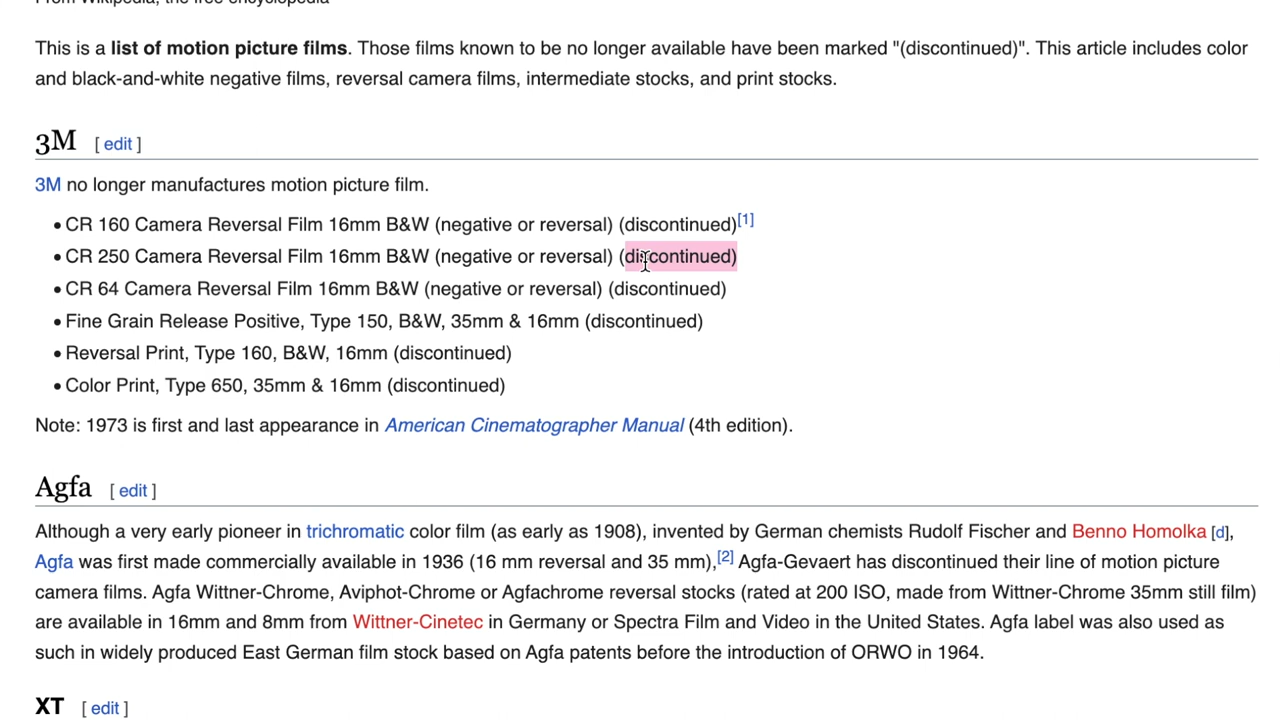 From Wikipedia, the free encyclopedia
This is a list of motion picture films. Those films known to be no longer available have been marked "(discontinued)". This article includes color
and black-and-white negative films, reversal camera films, intermediate stocks, and print stocks.
3M [ edit ]
3M no longer manufactures motion picture film.
• CR 160 Camera Reversal Film 16mm B&W (negative or reversal) (discontinued)[1]
• CR 250 Camera Reversal Film 16mm B&W (negative or reversal) (discontinued)
• CR 64 Camera Reversal Film 16mm B&W (negative or reversal) (discontinued)
• Fine Grain Release Positive, Type 150, B&W, 35mm & 16mm (discontinued)
• Reversal Print, Type 160, B&W, 16mm (discontinued)
• Color Print, Type 650, 35mm & 16mm (discontinued)
Note: 1973 is first and last appearance in American Cinematographer Manual (4th edition).
Agfa [ edit ]
Although a very early pioneer in trichromatic color film (as early as 1908), invented by German chemists Rudolf Fischer and Benno Homolka [d],
Agfa was first made commercially available in 1936 (16 mm reversal and 35 mm),[2] Agfa-Gevaert has discontinued their line of motion picture
camera films. Agfa Wittner-Chrome, Aviphot-Chrome or Agfachrome reversal stocks (rated at 200 ISO, made from Wittner-Chrome 35mm still film)
are available in 16mm and 8mm from Wittner-Cinetec in Germany or Spectra Film and Video in the United States. Agfa label was also used as
such in widely produced East German film stock based on Agfa patents before the introduction of ORWO in 1964.
XT [ edit ]